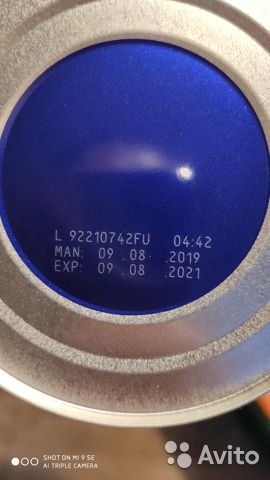 L 92210742FU 04:42
MAN: 09 . 08 . 2019
EXP: 09 . 08 . 2021
SHOT ON MI 9 SE
AI TRIPLE CAMERA
Avito